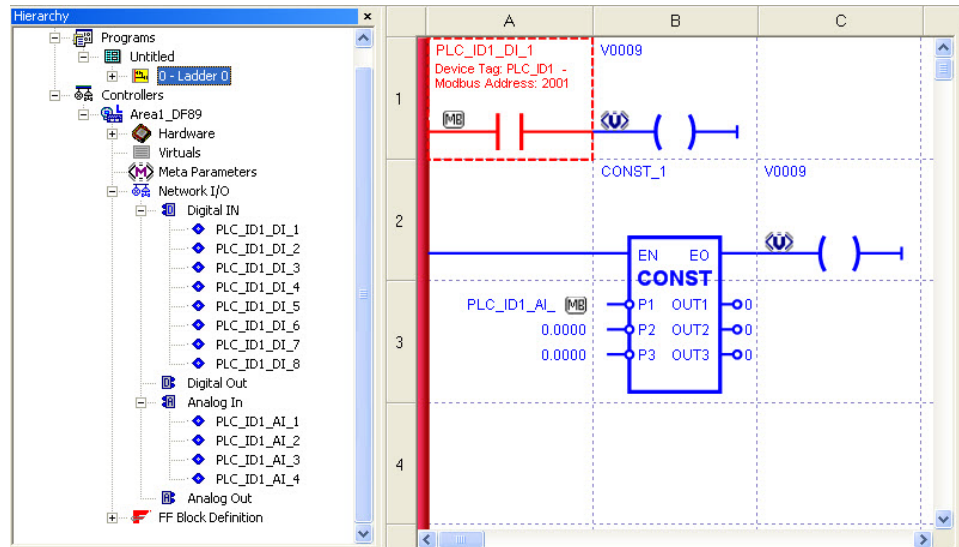 Hierarchy
Programs
Untitled
0 - Ladder 0
Controllers
Area1_DF89
Hardware
Virtuals
Meta Parameters
Network I/O
Digital IN
PLC_ID1_DI_1
PLC_ID1_DI_2
PLC_ID1_DI_3
PLC_ID1_DI_4
PLC_ID1_DI_5
PLC_ID1_DI_6
PLC_ID1_DI_7
PLC_ID1_DI_8
Digital Out
Analog In
PLC_ID1_AI_1
PLC_ID1_AI_2
PLC_ID1_AI_3
PLC_ID1_AI_4
Analog Out
FF Block Definition
A B C
1
PLC_ID1_DI_1 V0009
Device Tag: PLC_ID1 -
Modbus Address: 2001
MB U
2
CONST_1 V0009
U
EN EO
CONST
3
PLC_ID1_AI_ MB P1 OUT1 0
0.0000 P2 OUT2 0
0.0000 P3 OUT3 0
4